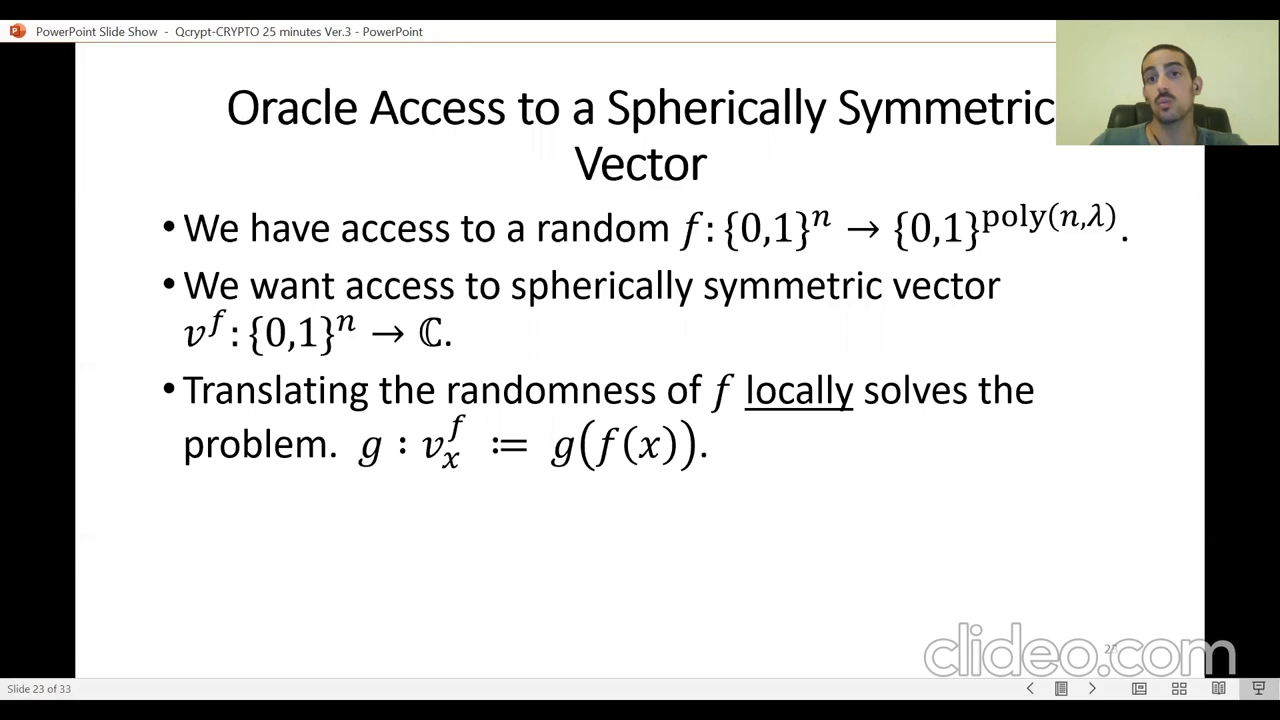 PowerPoint Slide Show - Qcrypt-CRYPTO 25 minutes Ver.3 - PowerPoint
Oracle Access to a Spherically Symmetric
Vector
• We have access to a random f: {0,1}ⁿ → {0,1}^poly(n,λ).
• We want access to spherically symmetric vector
v^f: {0,1}ⁿ → ℂ.
• Translating the randomness of f locally solves the
problem. g : v_x^f := g(f(x)).
clideo.com
Slide 23 of 33